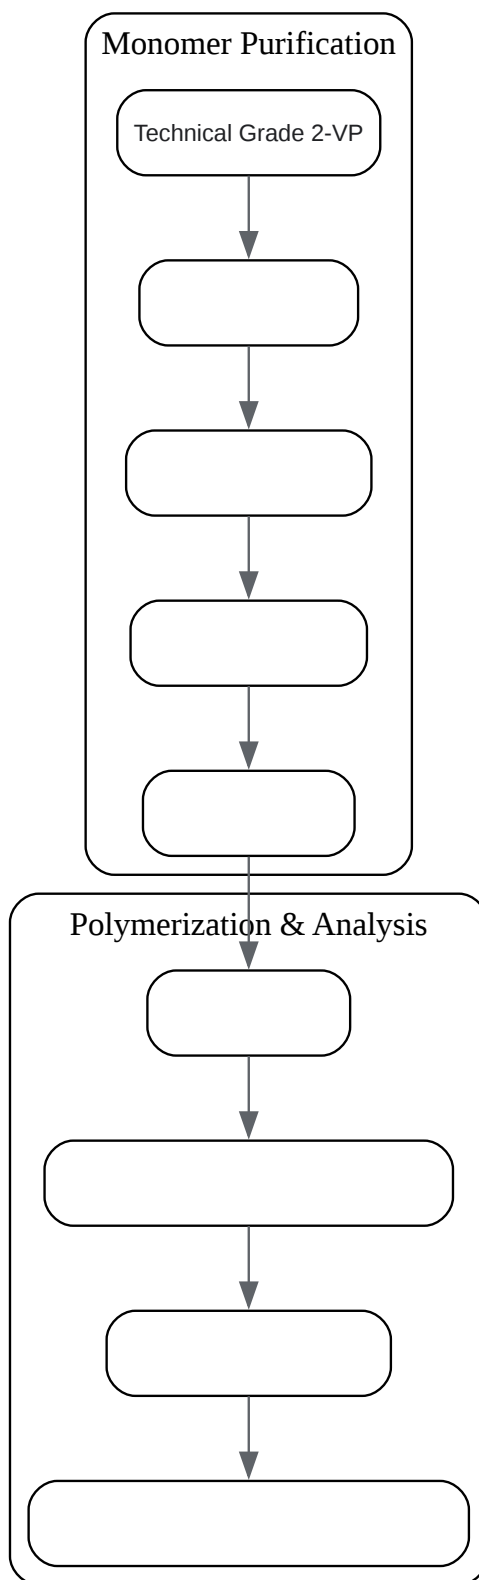 Monomer Purification
Technical Grade 2-VP
Polymerization & Analysis